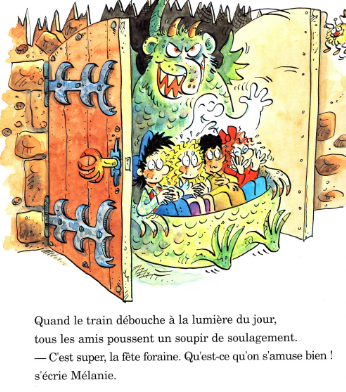 Quand le train débouche à la lumière du jour,
tous les amis poussent un soupir de soulagement.
— C'est super, la fête foraine. Qu'est-ce qu'on s'amuse bien !
s'écrie Mélanie.